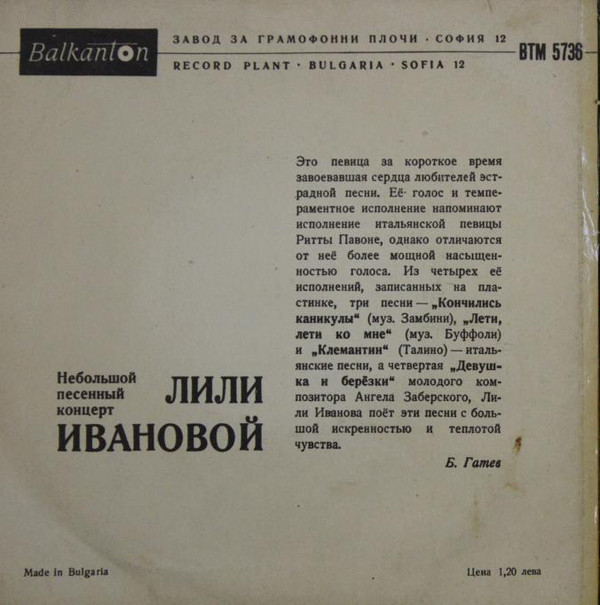 Balkanton
ЗАВОД ЗА ГРАМОФОННИ ПЛОЧИ · СОФИЯ 12
RECORD PLANT · BULGARIA · SOFIA 12
ВТМ 5736
Это певица за короткое время
завоевавшая сердца любителей эст-
радной песни. Её голос и темпе-
раментное исполнение напоминают
исполнение итальянской певицы
Ритты Павоне, однако отличаются
от неё более мощной насыщен-
ностью голоса. Из четырех её
исполнений, записанных на пла-
стинке, три песни — „Кончились
каникулы“ (муз. Замбини), „Лети,
лети ко мне“ (муз. Буффоли)
и „Клемантин“ (Талино) — италь-
янские песни, а четвертая „Девуш-
ка и берёзки“ молодого ком-
позитора Ангела Заберского, Ли-
ли Иванова поёт эти песни с боль-
шой искренностью и теплотой
чувства.
Б. Гатев
Небольшой
песенный
концерт
ЛИЛИ
ИВАНОВОЙ
Made in Bulgaria
Цена 1,20 лева